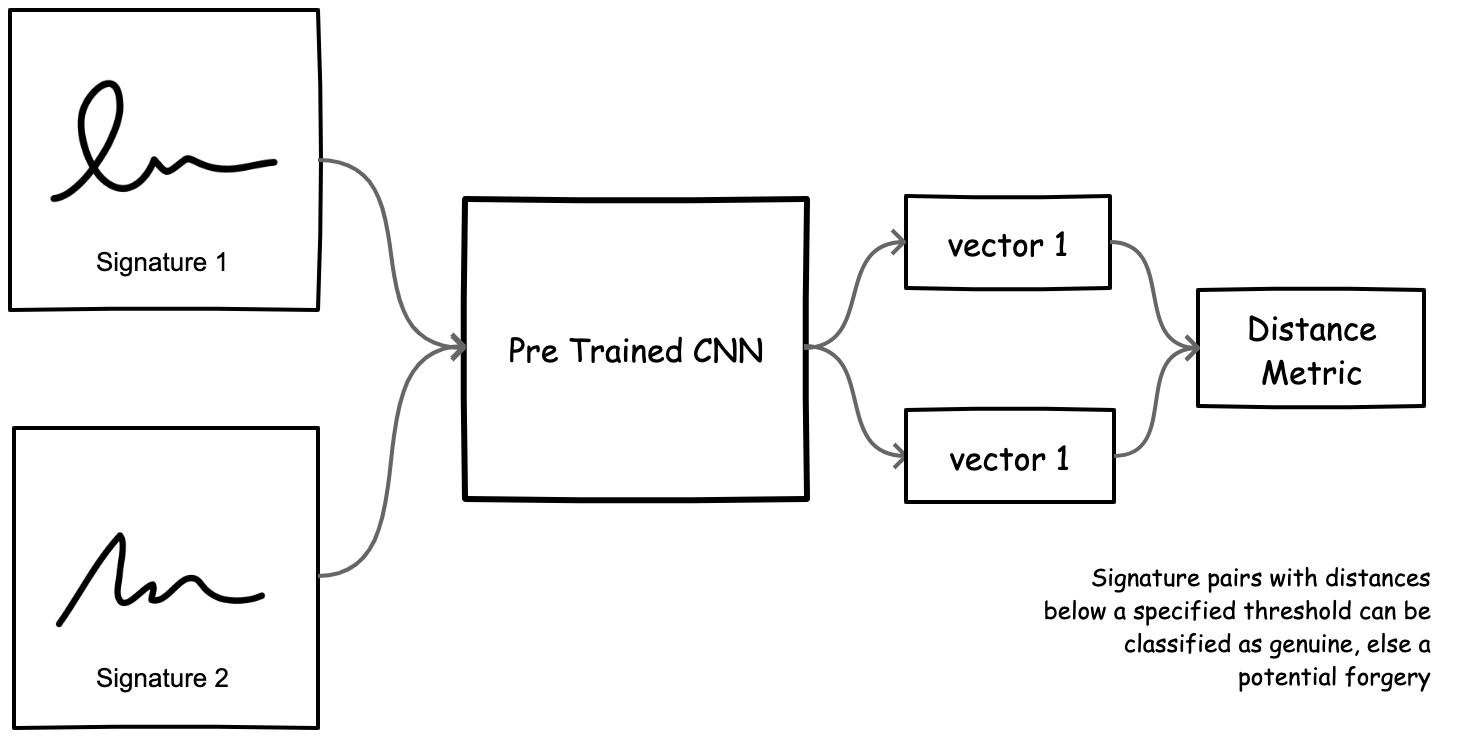 Signature 1
Pre Trained CNN
vector 1
Distance
Metric
vector 1
Signature 2
Signature pairs with distances
below a specified threshold can be
classified as genuine, else a
potential forgery